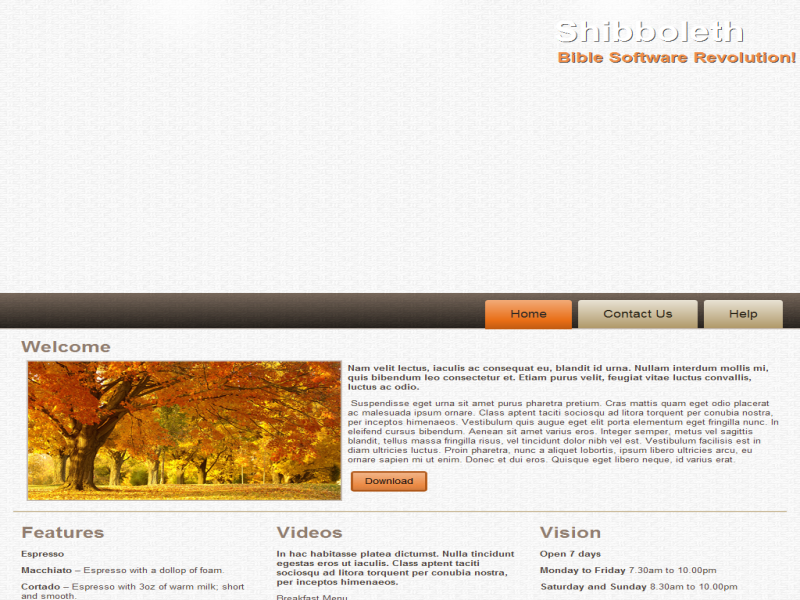 Shibboleth
Bible Software Revolution!
Home
Contact Us
Help
Welcome
Nam velit lectus, iaculis ac consequat eu, blandit id urna. Nullam interdum mollis mi,
quis bibendum leo consectetur et. Etiam purus velit, feugiat vitae luctus convallis,
luctus ac odio.
Suspendisse eget urna sit amet purus pharetra pretium. Cras mattis quam eget odio placerat
ac malesuada ipsum ornare. Class aptent taciti sociosqu ad litora torquent per conubia nostra,
per inceptos himenaeos. Vestibulum quis augue eget elit porta elementum eget fringilla nunc. In
eleifend cursus bibendum. Aenean sit amet varius eros. Integer semper, metus vel sagittis
blandit, tellus massa fringilla risus, vel tincidunt dolor nibh vel est. Vestibulum facilisis est in
diam ultricies luctus. Proin pharetra, nunc a aliquet lobortis, ipsum libero ultricies arcu, eu
ornare sapien mi ut enim. Donec et dui eros. Quisque eget libero neque, id varius erat.
Download
Features
Espresso
Macchiato – Espresso with a dollop of foam.
Cortado – Espresso with 3oz of warm milk; short
and smooth.
Videos
In hac habitasse platea dictumst. Nulla tincidunt
egestas eros ut iaculis. Class aptent taciti
sociosqu ad litora torquent per conubia nostra,
per inceptos himenaeos.
Breakfast Menu
Vision
Open 7 days
Monday to Friday 7.30am to 10.00pm
Saturday and Sunday 8.30am to 10.00pm